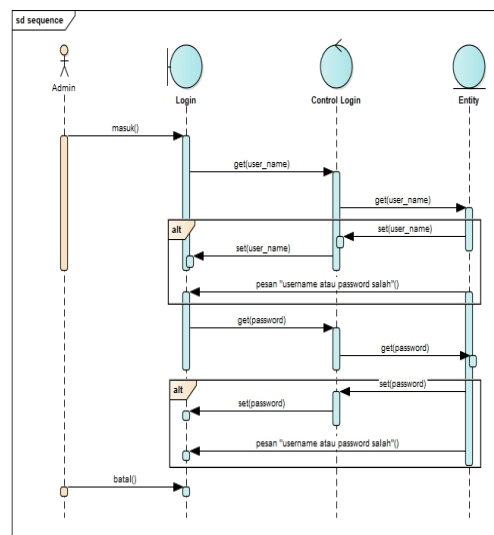 sd sequence
Admin
Login
Control Login
Entity
masuk()
get(user_name)
get(user_name)
alt
set(user_name)
set(user_name)
pesan "username atau password salah"()
get(password)
get(password)
alt
set(password)
set(password)
pesan "username atau password salah"()
batal()